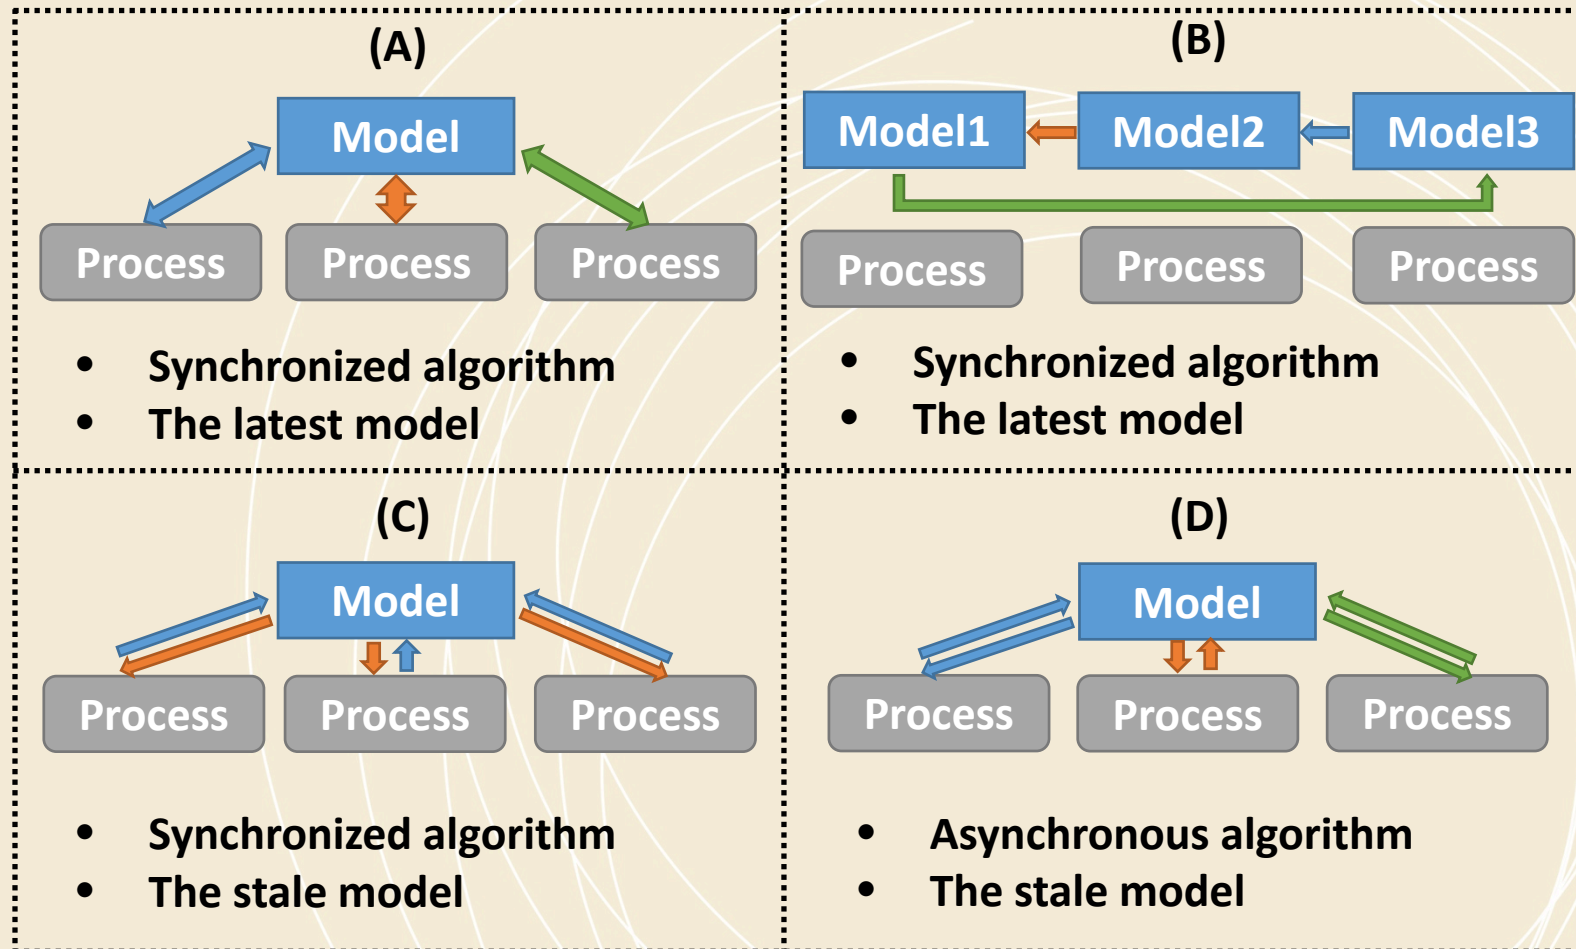 (A)
Model
Process Process Process
• Synchronized algorithm
• The latest model
(B)
Model1 Model2 Model3
Process Process Process
• Synchronized algorithm
• The latest model
(C)
Model
Process Process Process
• Synchronized algorithm
• The stale model
(D)
Model
Process Process Process
• Asynchronous algorithm
• The stale model